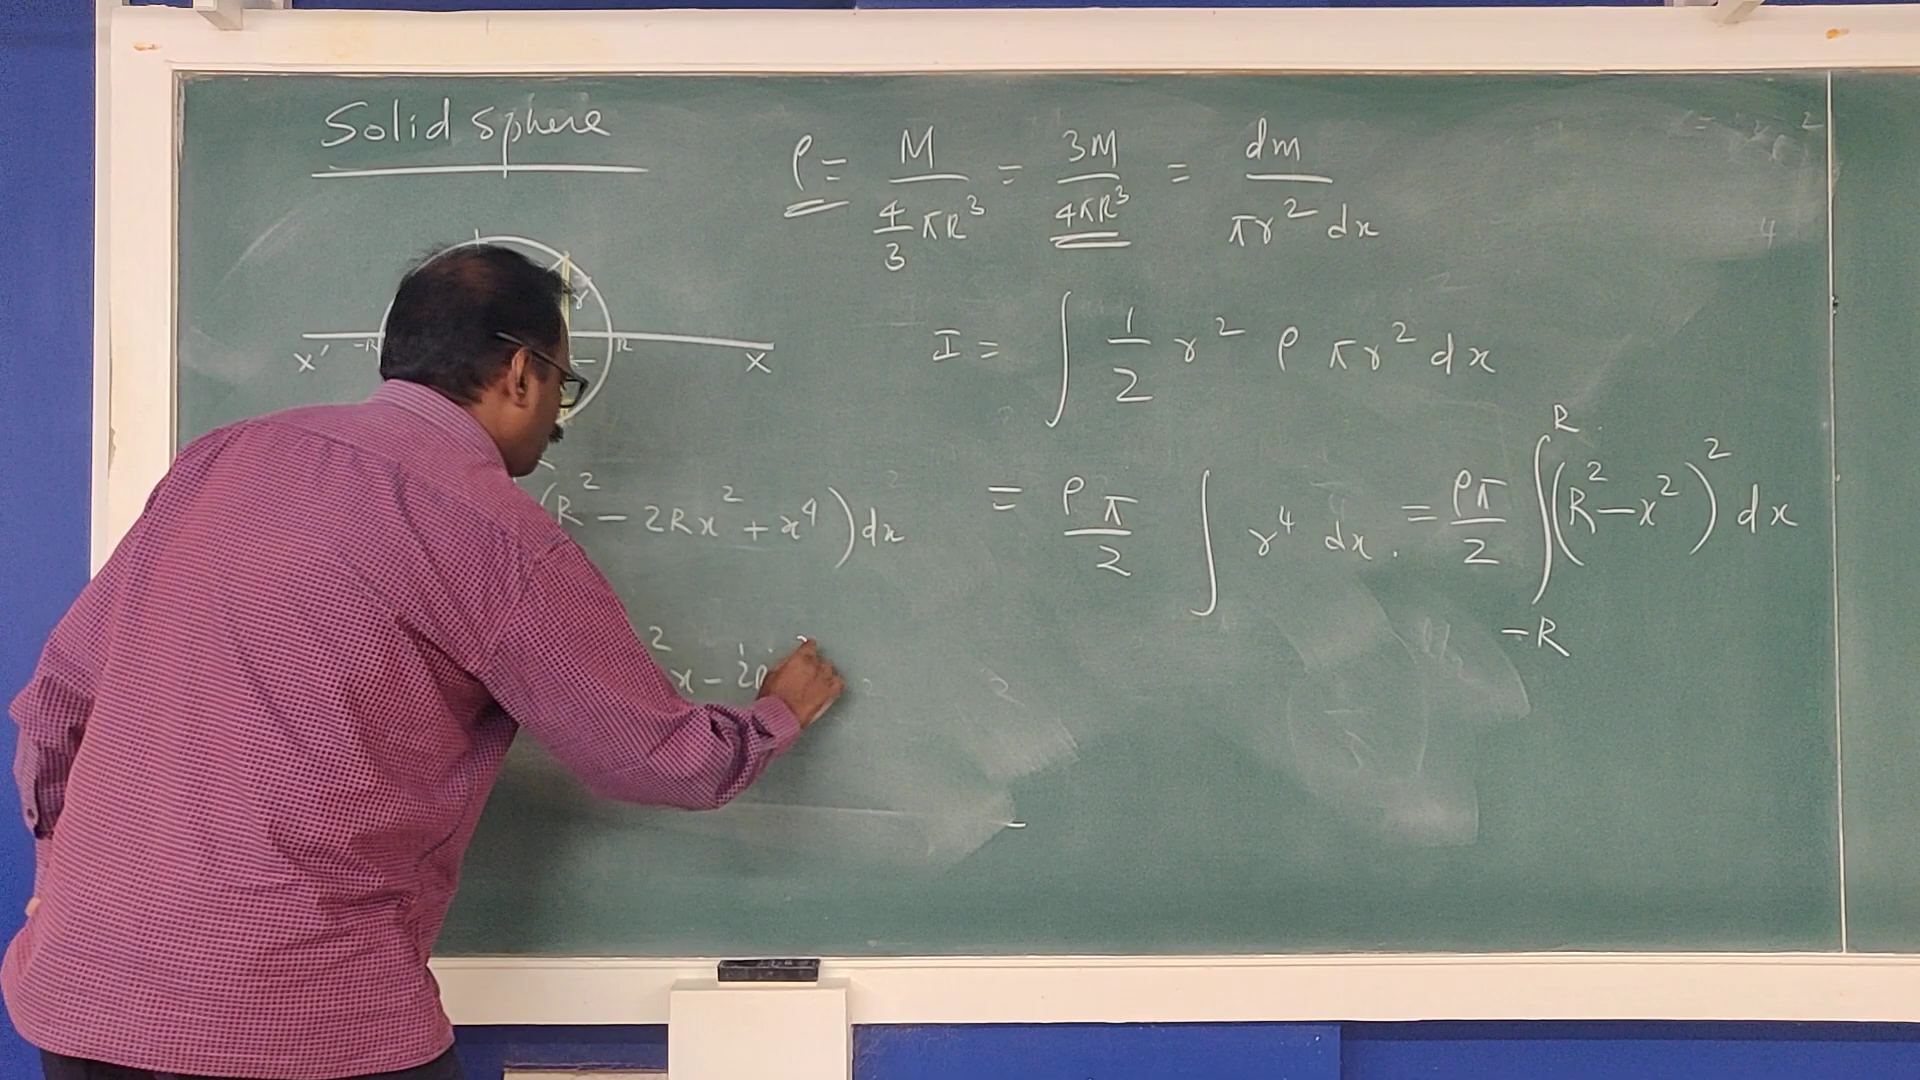 Solid sphere
ρ = M / (4/3 πR³) = 3M / 4πR³ = dm / πr² dx
r
X' -R R X
I = ∫ 1/2 r² ρ πr² dx
= ρπ/2 ∫ r⁴ dx. = ρπ/2 ∫_{-R}^{R} (R² - x²)² dx
(R² - 2Rx² + x⁴) dx
² x - 2R